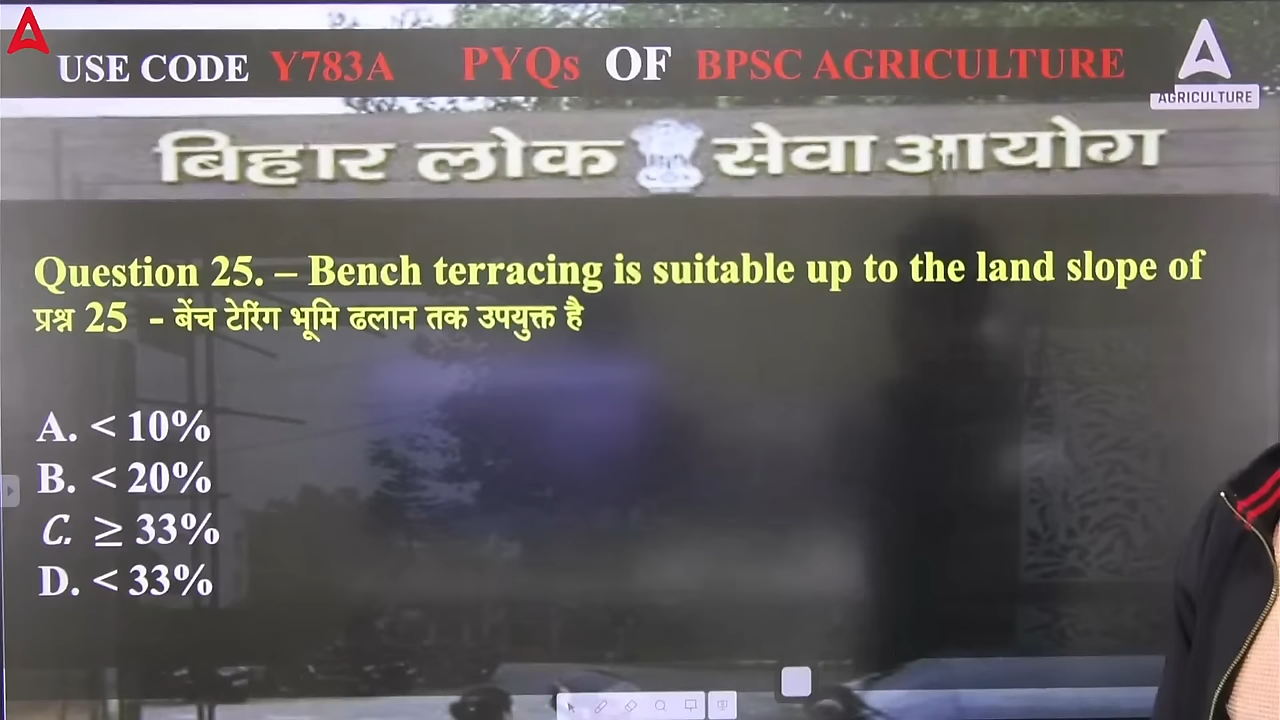 USE CODE Y783A PYQs OF BPSC AGRICULTURE
AGRICULTURE
बिहार लोक सेवा आयोग
Question 25. – Bench terracing is suitable up to the land slope of
प्रश्न 25 - बेंच टेरिंग भूमि ढलान तक उपयुक्त है
A. < 10%
B. < 20%
C. ≥ 33%
D. < 33%